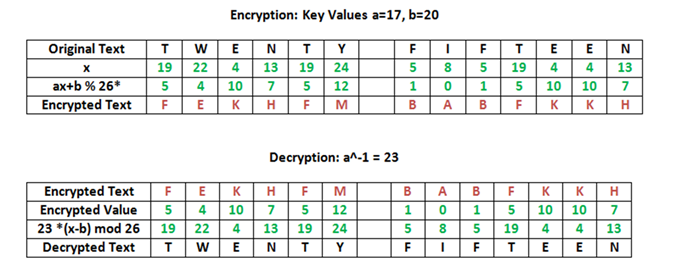 Encryption: Key Values a=17, b=20
Original Text T W E N T Y F I F T E E N
x 19 22 4 13 19 24 5 8 5 19 4 4 13
ax+b % 26* 5 4 10 7 5 12 1 0 1 5 10 10 7
Encrypted Text F E K H F M B A B F K K H
Decryption: a^-1 = 23
Encrypted Text F E K H F M B A B F K K H
Encrypted Value 5 4 10 7 5 12 1 0 1 5 10 10 7
23 *(x-b) mod 26 19 22 4 13 19 24 5 8 5 19 4 4 13
Decrypted Text T W E N T Y F I F T E E N